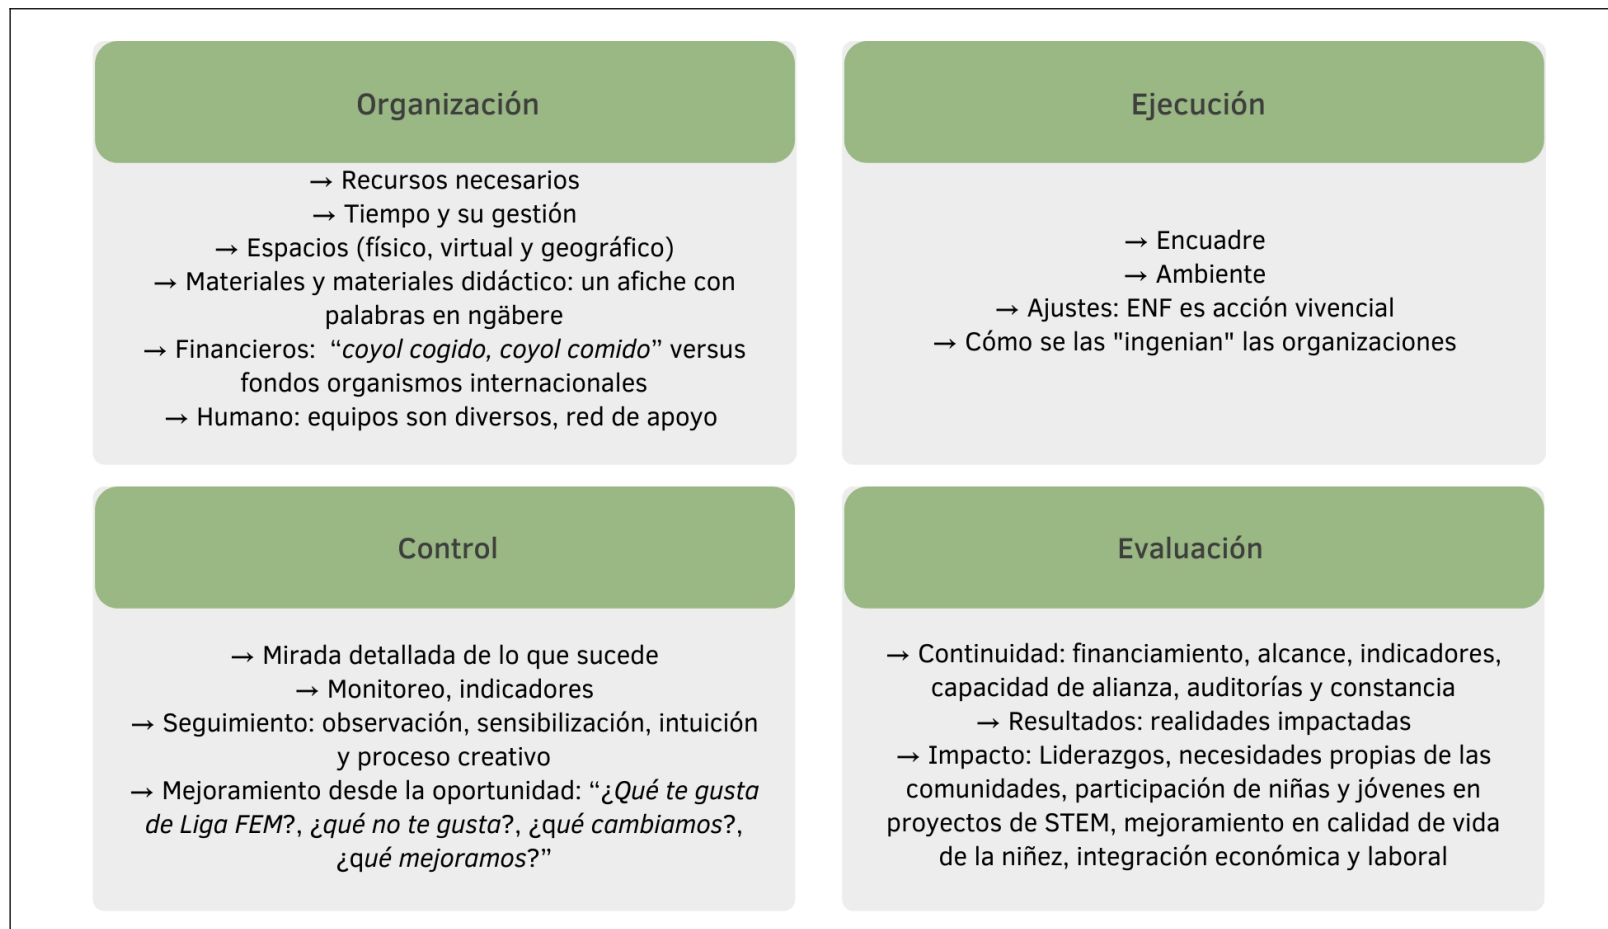 Organización
→ Recursos necesarios
→ Tiempo y su gestión
→ Espacios (físico, virtual y geográfico)
→ Materiales y materiales didáctico: un afiche con
palabras en ngäbere
→ Financieros: “coyol cogido, coyol comido” versus
fondos organismos internacionales
→ Humano: equipos son diversos, red de apoyo
Ejecución
→ Encuadre
→ Ambiente
→ Ajustes: ENF es acción vivencial
→ Cómo se las "ingenian" las organizaciones
Control
→ Mirada detallada de lo que sucede
→ Monitoreo, indicadores
→ Seguimiento: observación, sensibilización, intuición
y proceso creativo
→ Mejoramiento desde la oportunidad: “¿Qué te gusta
de Liga FEM?, ¿qué no te gusta?, ¿qué cambiamos?,
¿qué mejoramos?”
Evaluación
→ Continuidad: financiamiento, alcance, indicadores,
capacidad de alianza, auditorías y constancia
→ Resultados: realidades impactadas
→ Impacto: Liderazgos, necesidades propias de las
comunidades, participación de niñas y jóvenes en
proyectos de STEM, mejoramiento en calidad de vida
de la niñez, integración económica y laboral